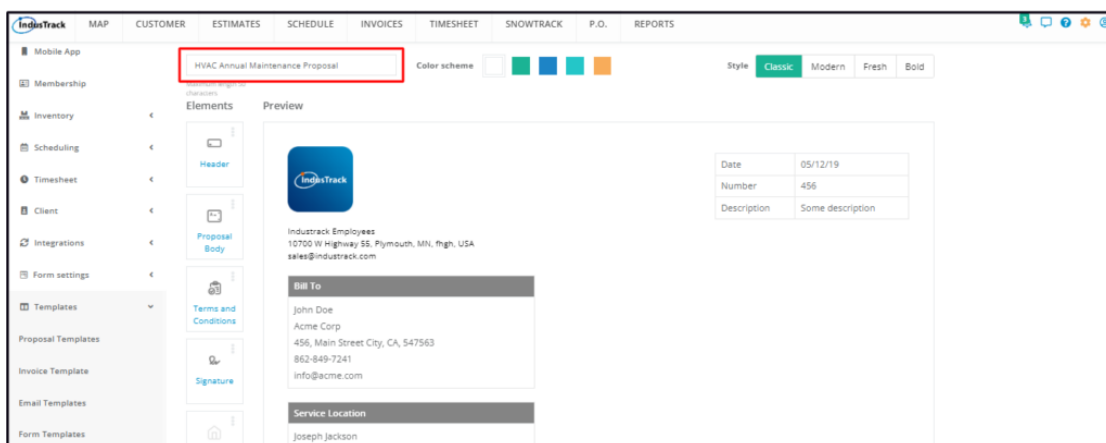 IndusTrack MAP CUSTOMER ESTIMATES SCHEDULE INVOICES TIMESHEET SNOWTRACK P.O. REPORTS
3
Mobile App
Membership
Inventory
Scheduling
Timesheet
Client
Integrations
Form settings
Templates
Proposal Templates
Invoice Template
Email Templates
Form Templates
HVAC Annual Maintenance Proposal
Color scheme
Style Classic Modern Fresh Bold
characters
Elements
Preview
Header
Proposal
Body
Terms and
Conditions
Signature
IndusTrack
Industrack Employees
10700 W Highway 55, Plymouth, MN, fhgh, USA
sales@industrack.com
Date 05/12/19
Number 456
Description Some description
Bill To
John Doe
Acme Corp
456, Main Street City, CA, 547563
862-849-7241
info@acme.com
Service Location
Joseph Jackson